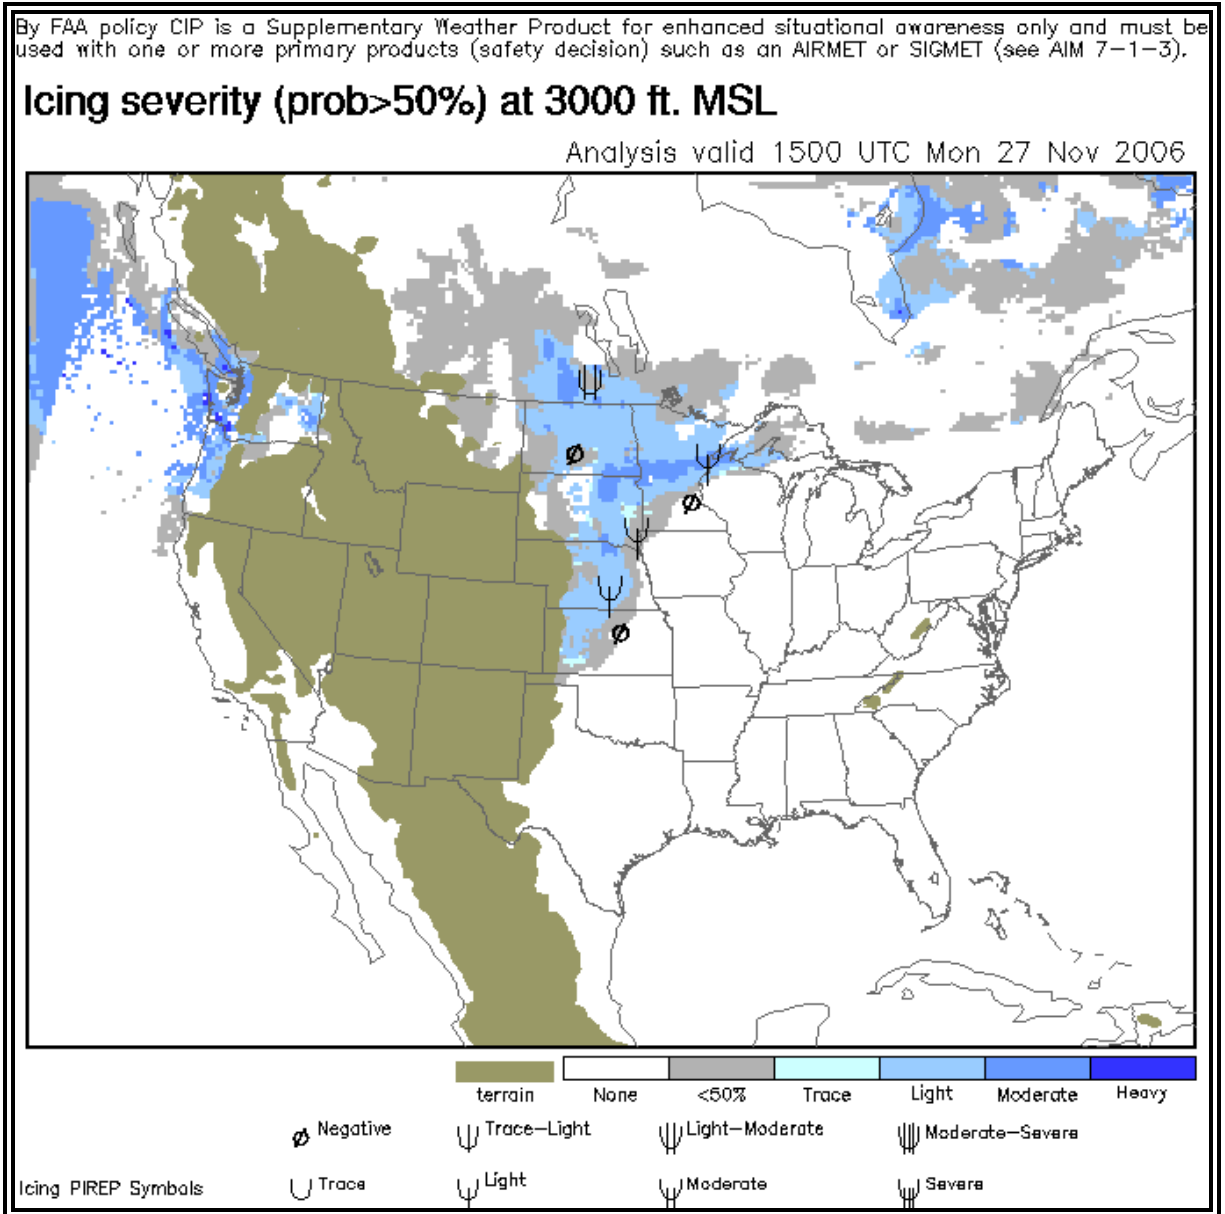 By FAA policy CIP is a Supplementary Weather Product for enhanced situational awareness only and must be
used with one or more primary products (safety decision) such as an AIRMET or SIGMET (see AIM 7-1-3).
Icing severity (prob>50%) at 3000 ft. MSL
Analysis valid 1500 UTC Mon 27 Nov 2006
terrain None <50% Trace Light Moderate Heavy
Negative Trace-Light Light-Moderate Moderate-Severe
Icing PIREP Symbols Trace Light Moderate Severe